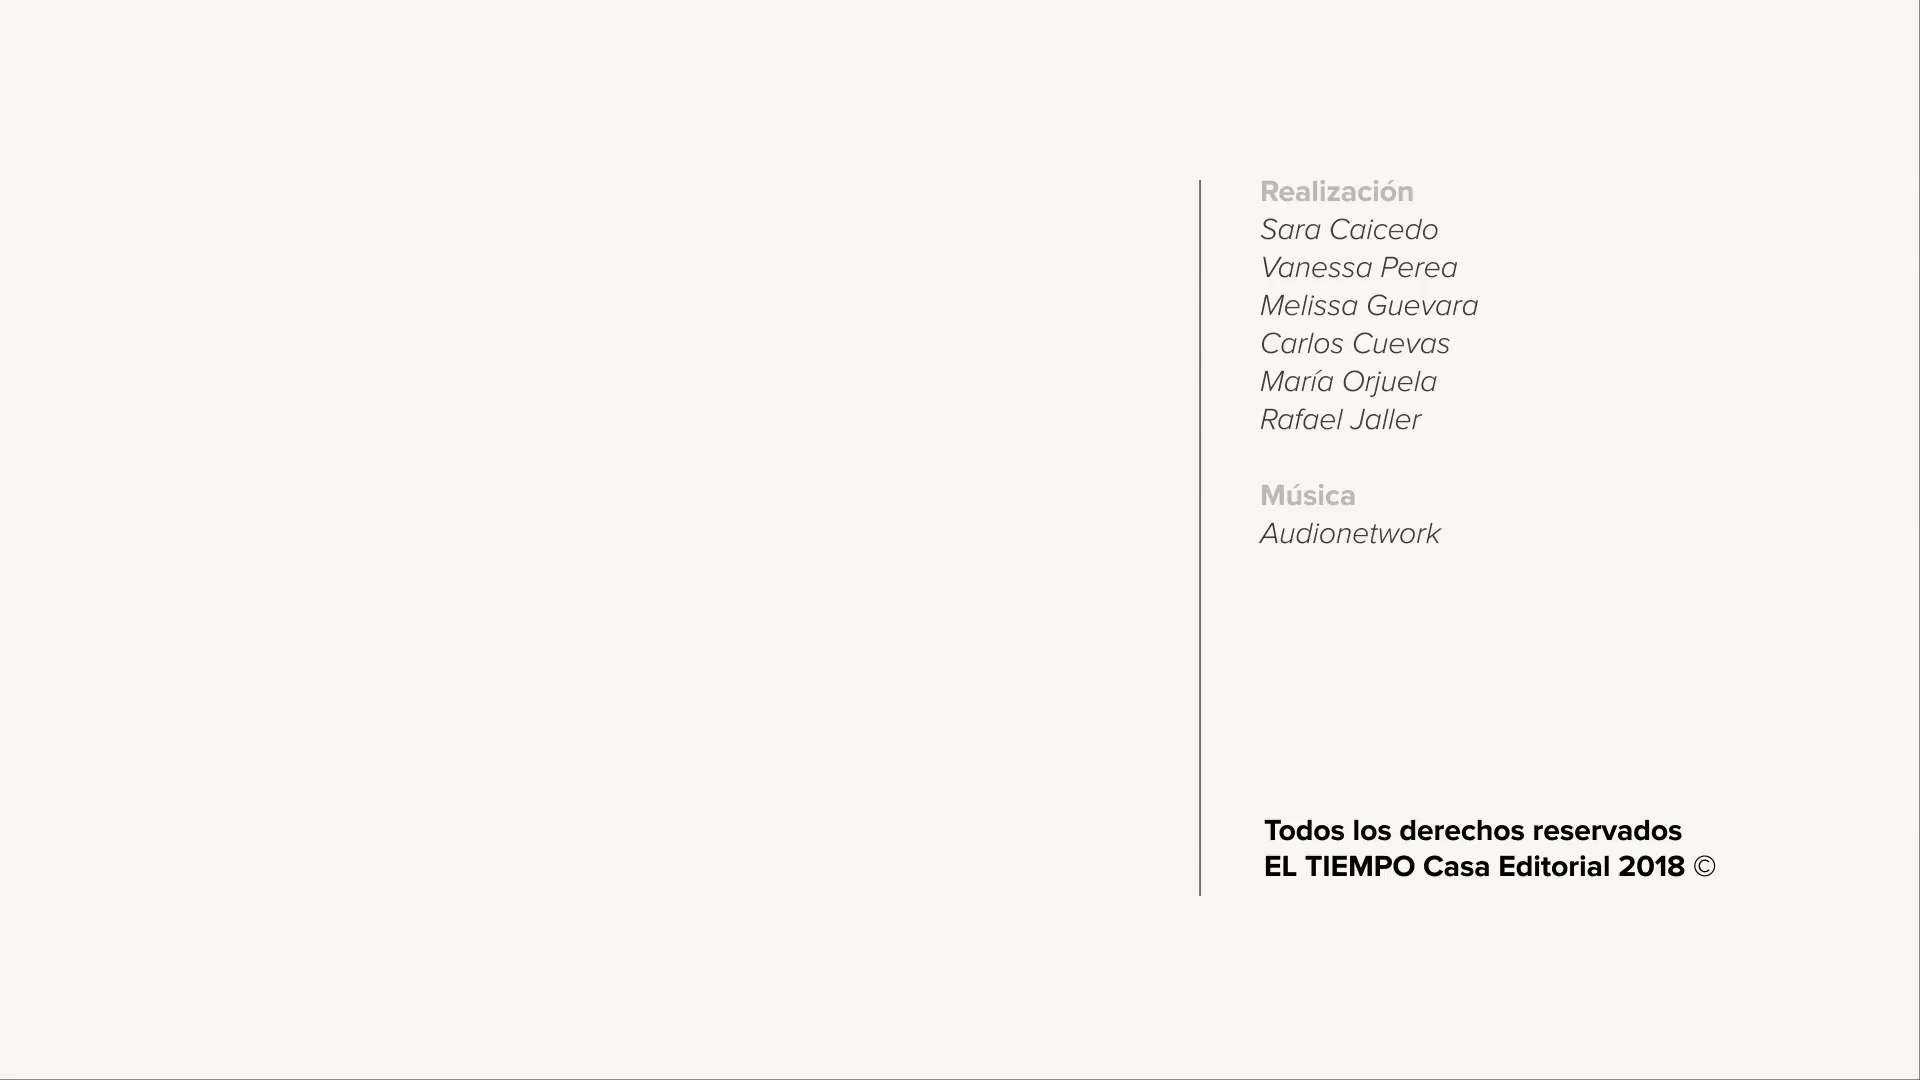 Realización
Sara Caicedo
Vanessa Perea
Melissa Guevara
Carlos Cuevas
María Orjuela
Rafael Jaller
Música
Audionetwork
Todos los derechos reservados
EL TIEMPO Casa Editorial 2018 ©